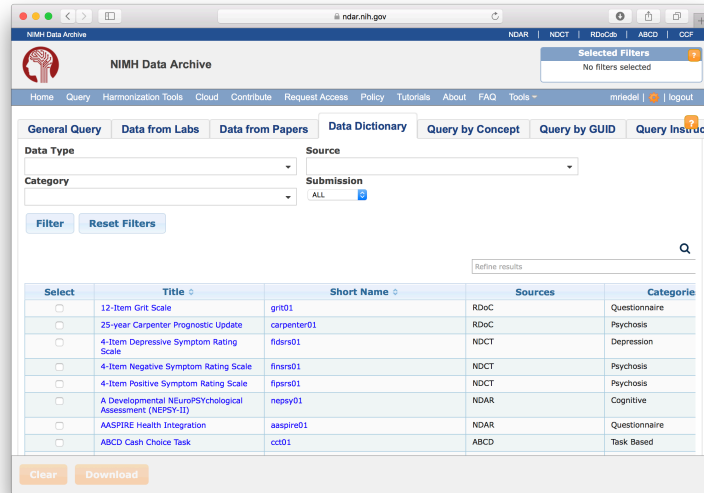 ndar.nih.gov
NIMH Data Archive
NDAR | NDCT | RDoCdb | ABCD | CCF
NIMH Data Archive
Selected Filters
?
No filters selected
Home Query Harmonization Tools Cloud Contribute Request Access Policy Tutorials About FAQ Tools
mriedel | | logout
General Query Data from Labs Data from Papers Data Dictionary Query by Concept Query by GUID Query Instruc
?
Data Type Source
Category Submission
ALL
Filter Reset Filters
Refine results
Select Title Short Name Sources Categorie
12-Item Grit Scale grit01 RDoC Questionnaire
25-year Carpenter Prognostic Update carpenter01 RDoC Psychosis
4-Item Depressive Symptom Rating fidsrs01 NDCT Depression
Scale
4-Item Negative Symptom Rating Scale finsrs01 NDCT Psychosis
4-Item Positive Symptom Rating Scale fipsrs01 NDCT Psychosis
A Developmental NEuroPSYchological nepsy01 NDAR Cognitive
Assessment (NEPSY-II)
AASPIRE Health Integration aaspire01 NDAR Questionnaire
ABCD Cash Choice Task cct01 ABCD Task Based
Clear Download